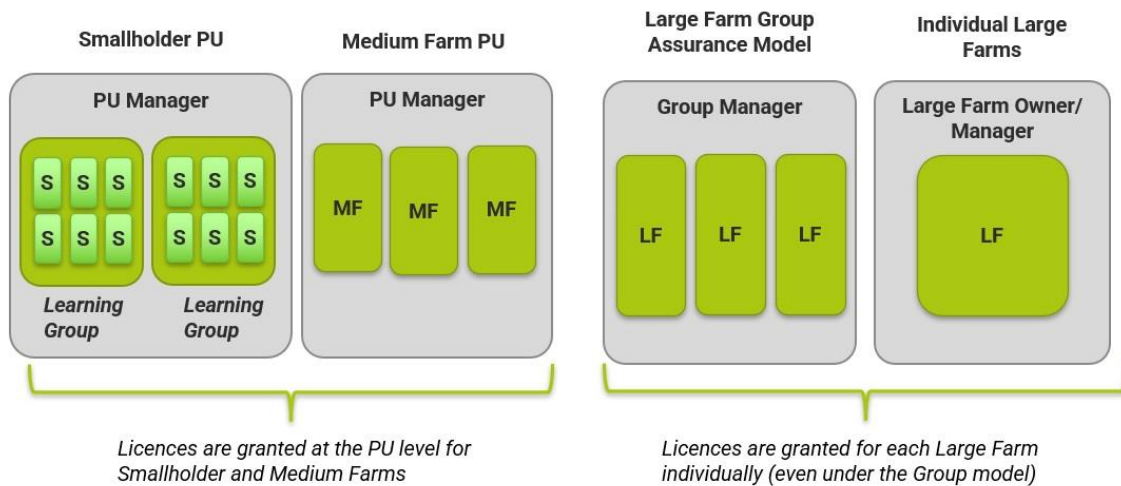 Smallholder PU
Medium Farm PU
Large Farm Group
Assurance Model
Individual Large
Farms
PU Manager
S S S
S S S
S S S
S S S
Learning
Group
Learning
Group
PU Manager
MF MF MF
Group Manager
LF LF LF
Large Farm Owner/
Manager
LF
Licences are granted at the PU level for
Smallholder and Medium Farms
Licences are granted for each Large Farm
individually (even under the Group model)